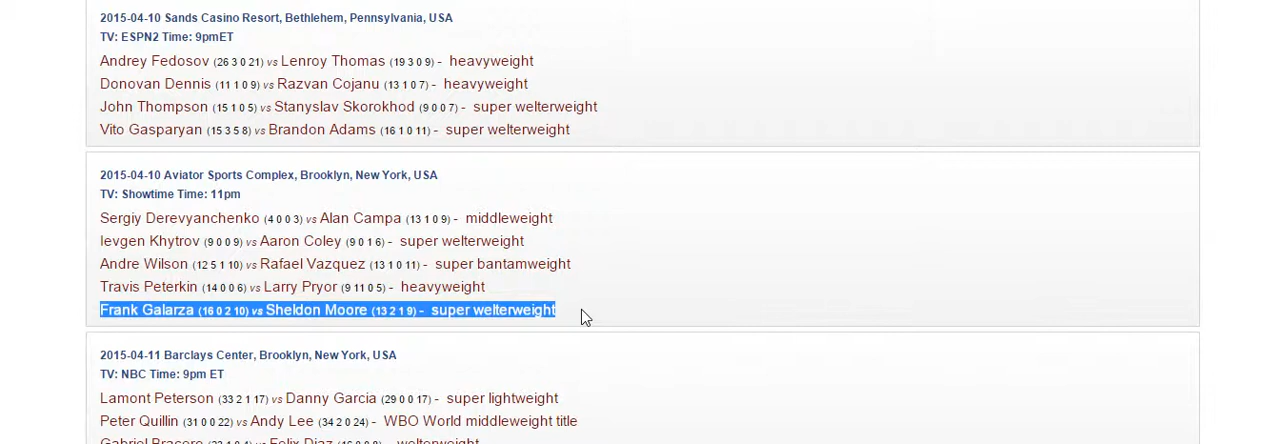 2015-04-10 Sands Casino Resort, Bethlehem, Pennsylvania, USA
TV: ESPN2 Time: 9pmET
Andrey Fedosov (26 3 0 21) vs Lenroy Thomas (19 3 0 9) - heavyweight
Donovan Dennis (11 1 0 9) vs Razvan Cojanu (13 1 0 7) - heavyweight
John Thompson (15 1 0 5) vs Stanyslav Skorokhod (9 0 0 7) - super welterweight
Vito Gasparyan (15 3 5 8) vs Brandon Adams (16 1 0 11) - super welterweight
2015-04-10 Aviator Sports Complex, Brooklyn, New York, USA
TV: Showtime Time: 11pm
Sergiy Derevyanchenko (4 0 0 3) vs Alan Campa (13 1 0 9) - middleweight
Ievgen Khytrov (9 0 0 9) vs Aaron Coley (9 0 1 6) - super welterweight
Andre Wilson (12 5 1 10) vs Rafael Vazquez (13 1 0 11) - super bantamweight
Travis Peterkin (14 0 0 6) vs Larry Pryor (9 11 0 5) - heavyweight
Frank Galarza (16 0 2 10) vs Sheldon Moore (13 2 1 9) - super welterweight
2015-04-11 Barclays Center, Brooklyn, New York, USA
TV: NBC Time: 9pm ET
Lamont Peterson (33 2 1 17) vs Danny Garcia (29 0 0 17) - super lightweight
Peter Quillin (31 0 0 22) vs Andy Lee (34 2 0 24) - WBO World middleweight title
Gabriel Bracero vs Felix Diaz - welterweight